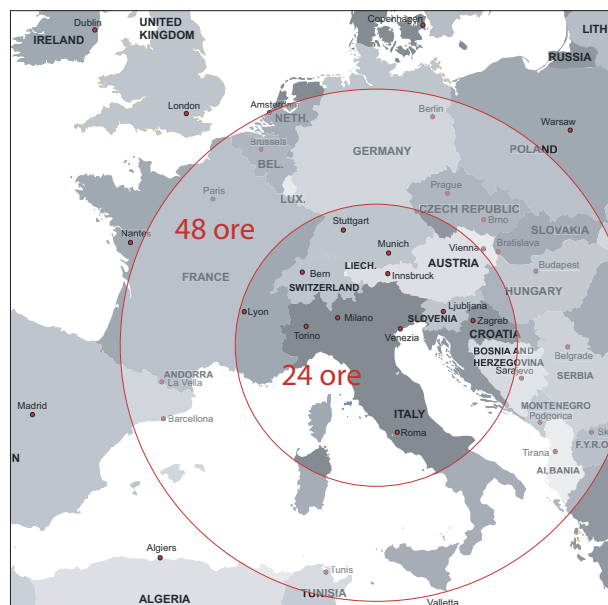 Copenhagen
Dublin
UNITED
KINGDOM
LITH
IRELAND
RUSSIA
London
Amsterdam
NETH.
Berlin
Warsaw
Brussels
GERMANY
POLAND
BEL.
Paris
LUX.
Prague
CZECH REPUBLIC
Brno
48 ore
Stuttgart
SLOVAKIA
Nantes
Munich
Vienna
Bratislava
LIECH.
AUSTRIA
Bern
Innsbruck
Budapest
FRANCE
SWITZERLAND
HUNGARY
Lyon
Ljubljana
Milano
SLOVENIA
Zagreb
Torino
Venezia
CROATIA
BOSNIA AND
HERZEGOVINA
Belgrade
Sarajevo
24 ore
ANDORRA
La Vella
SERBIA
MONTENEGRO
Madrid
Barcellona
ITALY
Podgorica
Roma
Sk
F.Y.R.O
N
Tirana
ALBANIA
Algiers
Tunis
TUNISIA
ALGERIA
Valletta